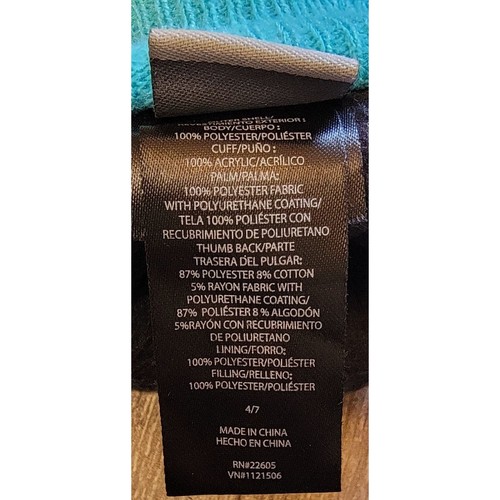 REVESTIMIENTO EXTERIOR:
BODY/CUERPO:
100% POLYESTER/POLIÉSTER
CUFF/PUÑO:
100% ACRYLIC/ACRÍLICO
PALM/PALMA:
100% POLYESTER FABRIC
WITH POLYURETHANE COATING/
TELA 100% POLIÉSTER CON
RECUBRIMIENTO DE POLIURETANO
THUMB BACK/PARTE
TRASERA DEL PULGAR:
87% POLYESTER 8% COTTON
5% RAYON FABRIC WITH
POLYURETHANE COATING/
87% POLIÉSTER 8% ALGODÓN
5%RAYÓN CON RECUBRIMIENTO
DE POLIURETANO
LINING/FORRO:
100% POLYESTER/POLIÉSTER
FILLING/RELLENO:
100% POLYESTER/POLIÉSTER
4/7
MADE IN CHINA
HECHO EN CHINA
RN#22605
VN#1121506